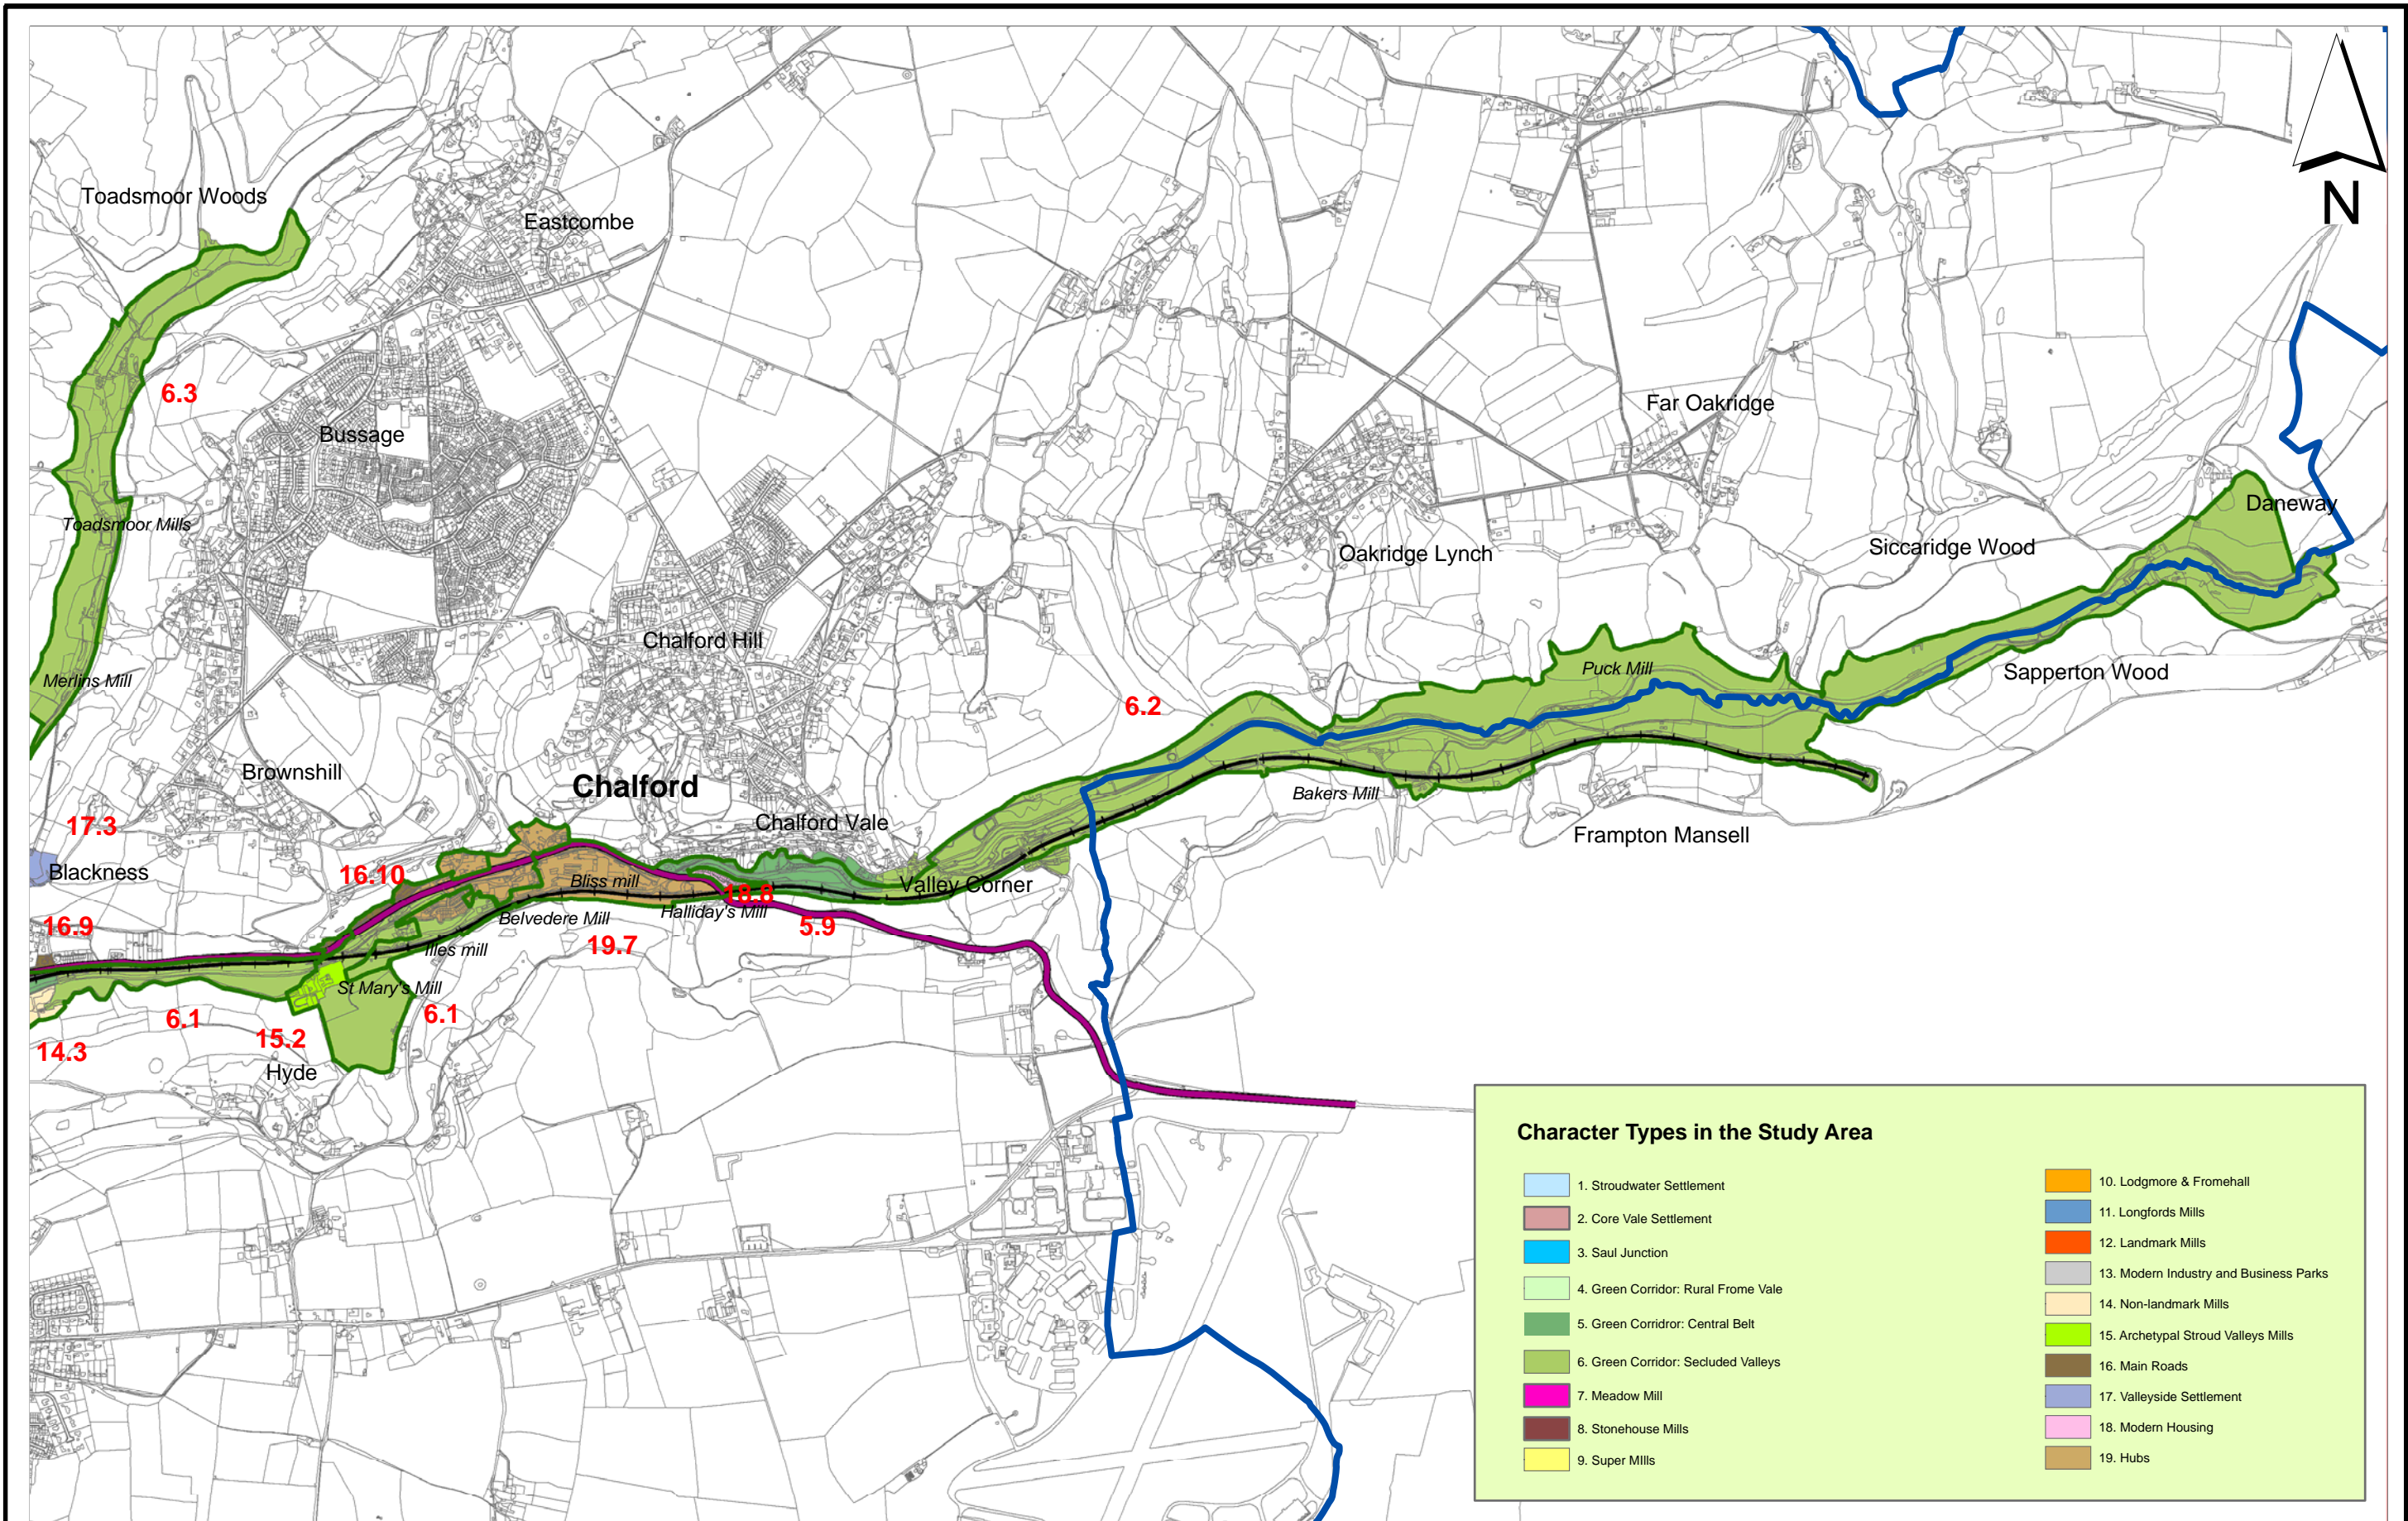 N
Toadsmoor Woods
Eastcombe
6.3
Bussage
Far Oakridge
Toadsmoor Mills
Daneway
Oakridge Lynch
Siccaridge Wood
Chalford Hill
Puck Mill
Merlins Mill
Sapperton Wood
6.2
Brownshill
Chalford
Bakers Mill
17.3
Chalford Vale
Frampton Mansell
Blackness
16.10
Bliss mill
Valley Corner
18.8
16.9
Belvedere Mill
Halliday's Mill
5.9
Illes mill
19.7
St Mary's Mill
6.1
6.1
15.2
14.3
Hyde
Character Types in the Study Area
1. Stroudwater Settlement
2. Core Vale Settlement
3. Saul Junction
4. Green Corridor: Rural Frome Vale
5. Green Corridror: Central Belt
6. Green Corridor: Secluded Valleys
7. Meadow Mill
8. Stonehouse Mills
9. Super MIlls
10. Lodgmore & Fromehall
11. Longfords Mills
12. Landmark Mills
13. Modern Industry and Business Parks
14. Non-landmark Mills
15. Archetypal Stroud Valleys Mills
16. Main Roads
17. Valleyside Settlement
18. Modern Housing
19. Hubs